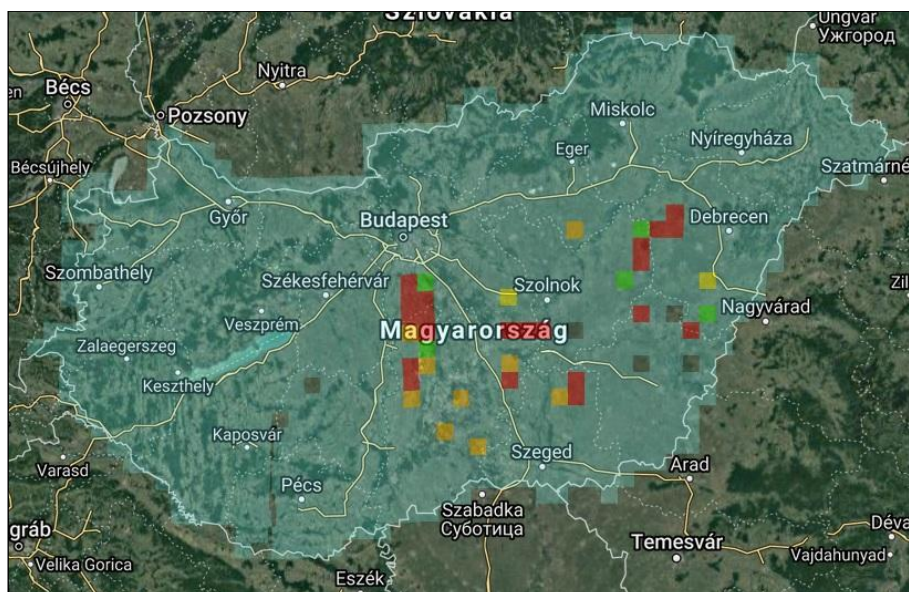 Szlovákia
Ungvár
Ужгород
Nyitra
Bécs
Pozsony
Miskolc
Nyíregyháza
Bécsújhely
Eger
Szatmárné
Győr
Budapest
Debrecen
Szombathely
Székesfehérvár
Szolnok
Zil
Nagyvárad
Veszprém
Magyarország
Zalaegerszeg
Keszthely
Kaposvár
Szeged
Arad
Varasd
Pécs
Szabadka
Суботица
gráb
Temesvár
Déva
Vajdahunyad
Velika Gorica
Eszék